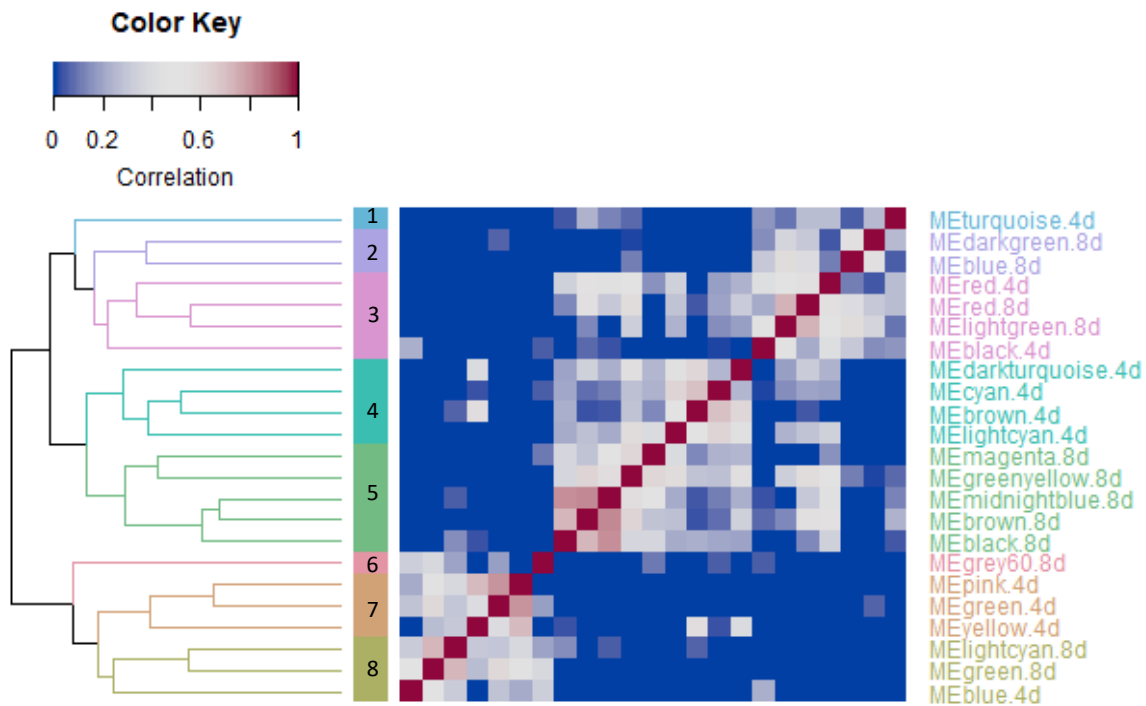 Color Key
0 0.2 0.6 1
Correlation
1 MEturquoise.4d
2 MEdarkgreen.8d
MEblue.8d
3 MEred.4d
MEred.8d
MElightgreen.8d
MEblack.4d
4 MEdarkturquoise.4d
MEcyan.4d
MEbrown.4d
MElightcyan.4d
5 MEmagenta.8d
MEgreenyellow.8d
MEmidnightblue.8d
MEbrown.8d
MEblack.8d
6 MEgrey60.8d
7 MEpink.4d
MEgreen.4d
MEyellow.4d
8 MElightcyan.8d
MEgreen.8d
MEblue.4d